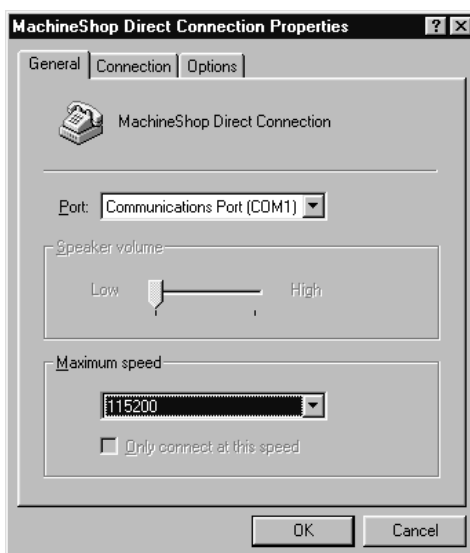 MachineShop Direct Connection Properties ? X
General Connection Options
MachineShop Direct Connection
Port: Communications Port (COM1)
Speaker volume
Low High
Maximum speed
115200
Only connect at this speed
OK Cancel